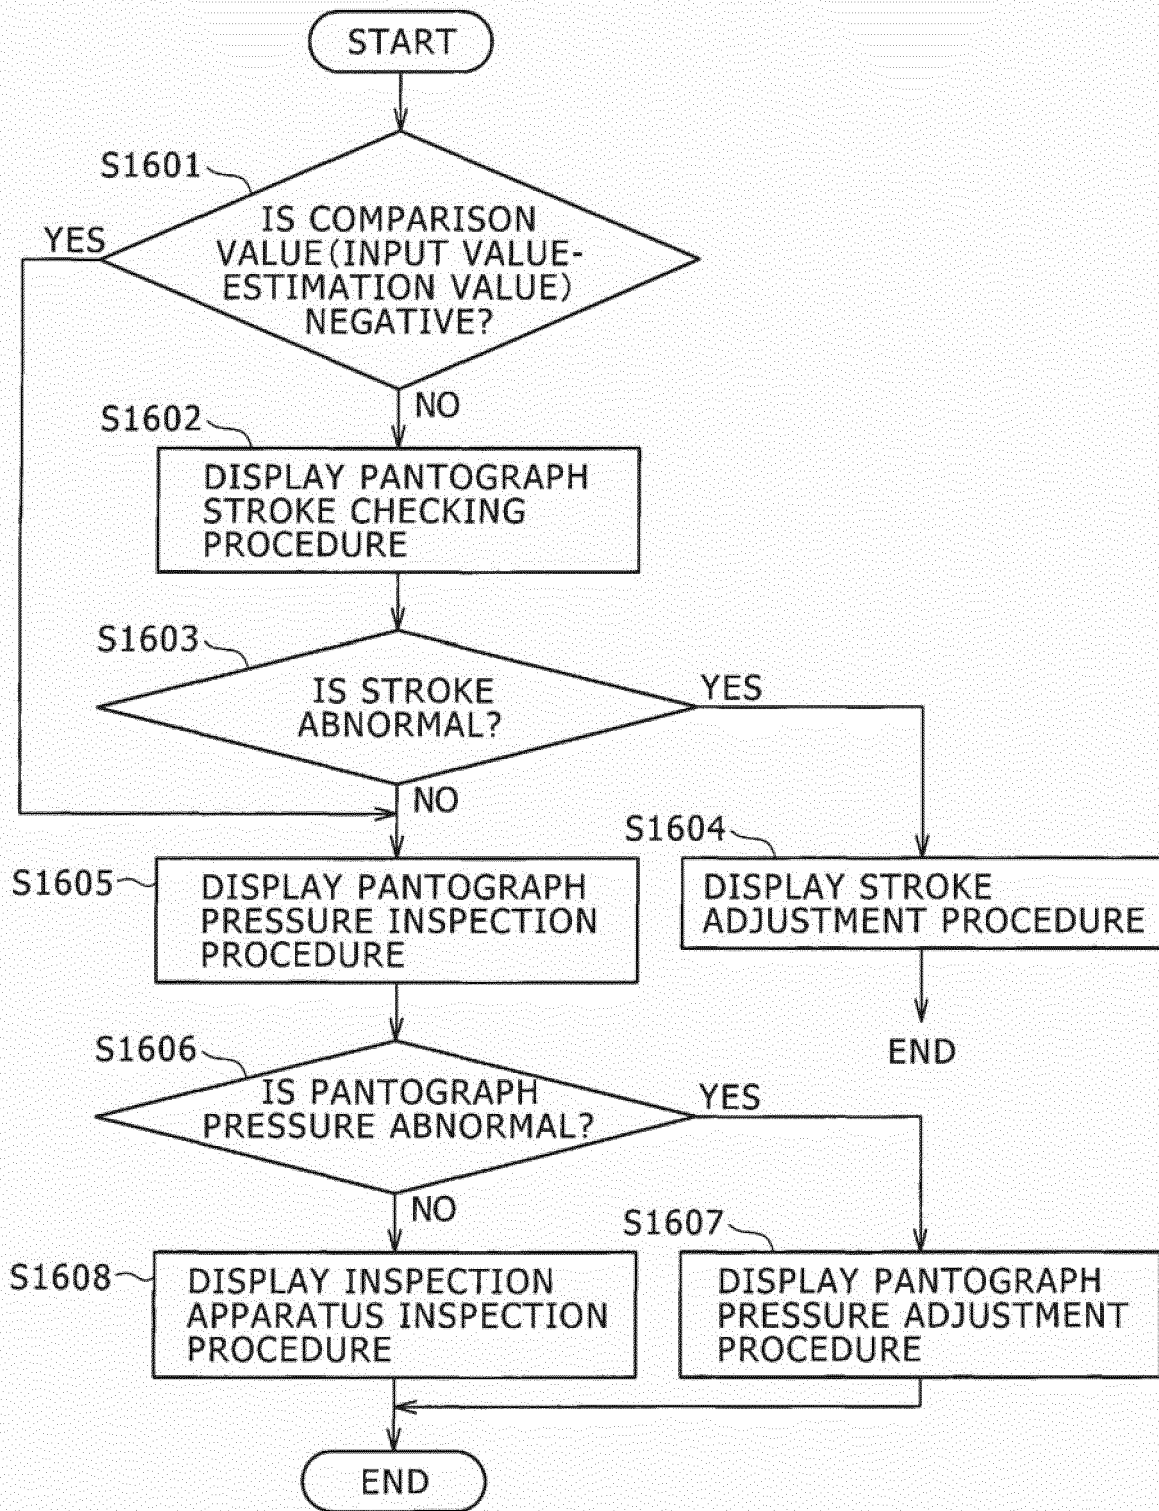 START
S1601
YES
IS COMPARISON
VALUE(INPUT VALUE-
ESTIMATION VALUE)
NEGATIVE?
NO
S1602
DISPLAY PANTOGRAPH
STROKE CHECKING
PROCEDURE
S1603
IS STROKE
ABNORMAL?
YES
NO
S1604
DISPLAY STROKE
ADJUSTMENT PROCEDURE
END
S1605
DISPLAY PANTOGRAPH
PRESSURE INSPECTION
PROCEDURE
S1606
IS PANTOGRAPH
PRESSURE ABNORMAL?
YES
NO
S1607
DISPLAY PANTOGRAPH
PRESSURE ADJUSTMENT
PROCEDURE
S1608
DISPLAY INSPECTION
APPARATUS INSPECTION
PROCEDURE
END